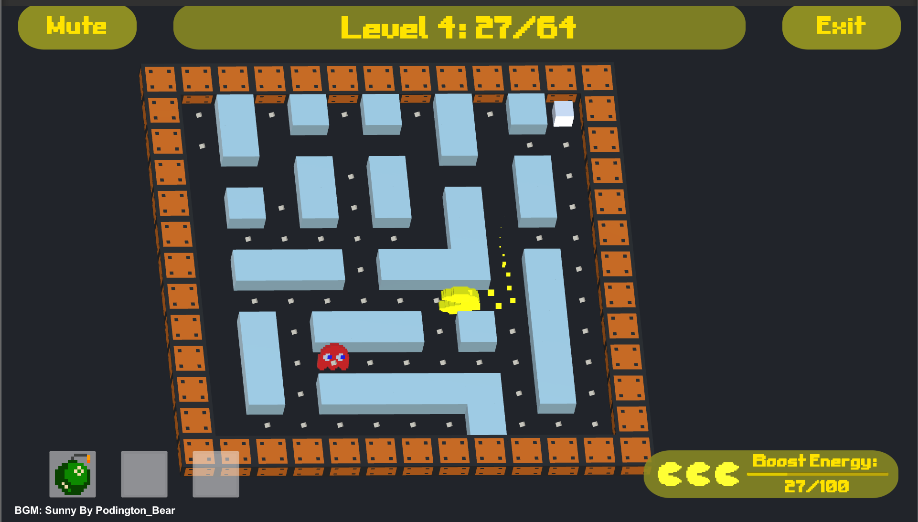 Mute
Level 4: 27/64
Exit
Boost Energy:
27/100
BGM: Sunny By Podington_Bear